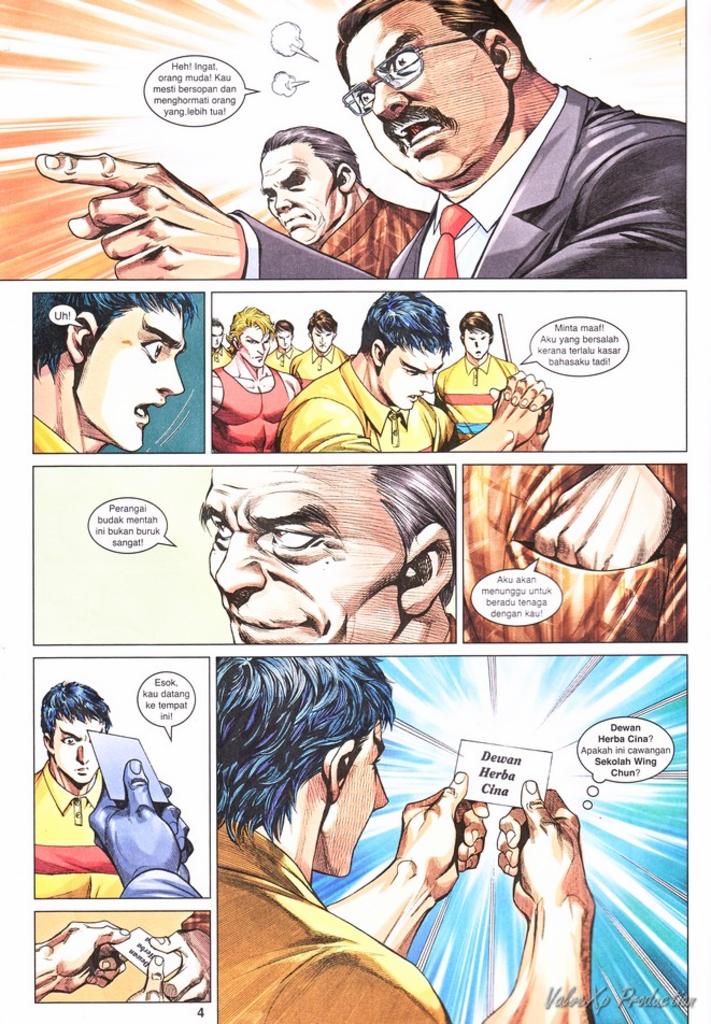 Heh! Ingat,
orang muda! Kau
mesti bersopan dan
menghormati orang
yang lebih tua!
Uh!
Minta maaf!
Aku yang bersalah
kerana terlalu kasar
bahasaku tadi!
Perangai
budak mentah
ini bukan buruk
sangat!
Aku akan
menunggu untuk
beradu tenaga
dengan kau!
Esok,
kau datang
ke tempat
ini!
Dewan
Herba
Cina
Dewan
Herba Cina?
Apakah ini cawangan
Sekolah Wing
Chun?
Dewan
Herba
4
Production